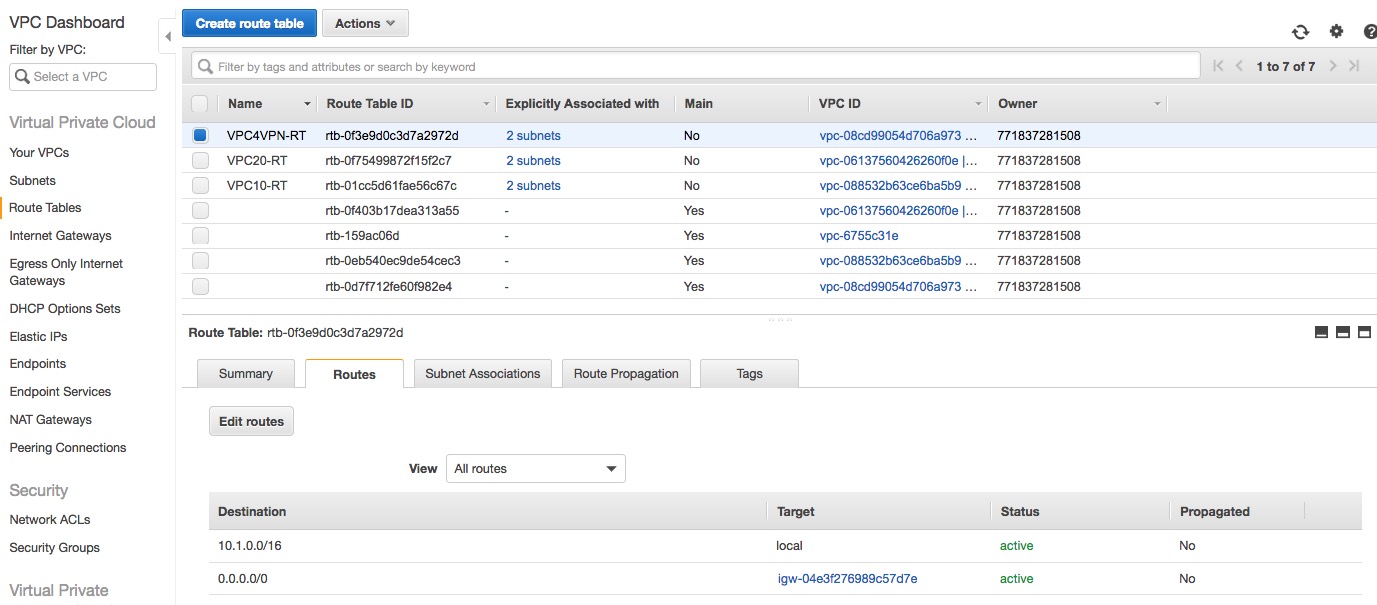 VPC Dashboard
Filter by VPC:
Select a VPC
Virtual Private Cloud
Your VPCs
Subnets
Route Tables
Internet Gateways
Egress Only Internet
Gateways
DHCP Options Sets
Elastic IPs
Endpoints
Endpoint Services
NAT Gateways
Peering Connections
Security
Network ACLs
Security Groups
Virtual Private
Create route table Actions
Filter by tags and attributes or search by keyword 1 to 7 of 7
Name Route Table ID Explicitly Associated with Main VPC ID Owner
VPC4VPN-RT rtb-0f3e9d0c3d7a2972d 2 subnets No vpc-08cd99054d706a973 ... 771837281508
VPC20-RT rtb-0f75499872f15f2c7 2 subnets No vpc-06137560426260f0e |... 771837281508
VPC10-RT rtb-01cc5d61fae56c67c 2 subnets No vpc-088532b63ce6ba5b9 ... 771837281508
rtb-0f403b17dea313a55 - Yes vpc-06137560426260f0e |... 771837281508
rtb-159ac06d - Yes vpc-6755c31e 771837281508
rtb-0eb540ec9de54cec3 - Yes vpc-088532b63ce6ba5b9 ... 771837281508
rtb-0d7f712fe60f982e4 - Yes vpc-08cd99054d706a973 ... 771837281508
Route Table: rtb-0f3e9d0c3d7a2972d
Summary Routes Subnet Associations Route Propagation Tags
Edit routes
View All routes
Destination Target Status Propagated
10.1.0.0/16 local active No
0.0.0.0/0 igw-04e3f276989c57d7e active No